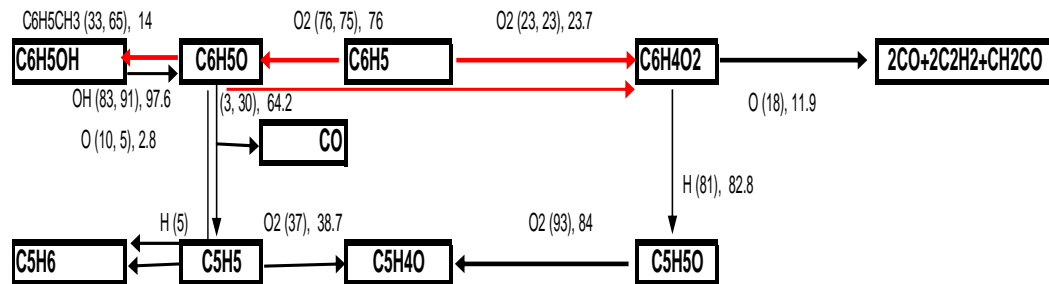 C6H5CH3 (33, 65), 14
O2 (76, 75), 76
O2 (23, 23), 23.7
C6H5OH
C6H5O
C6H5
C6H4O2
2CO+2C2H2+CH2CO
OH (83, 91), 97.6
(3, 30), 64.2
O (18), 11.9
O (10, 5), 2.8
CO
H (81), 82.8
H (5)
O2 (37), 38.7
O2 (93), 84
C5H6
C5H5
C5H4O
C5H5O